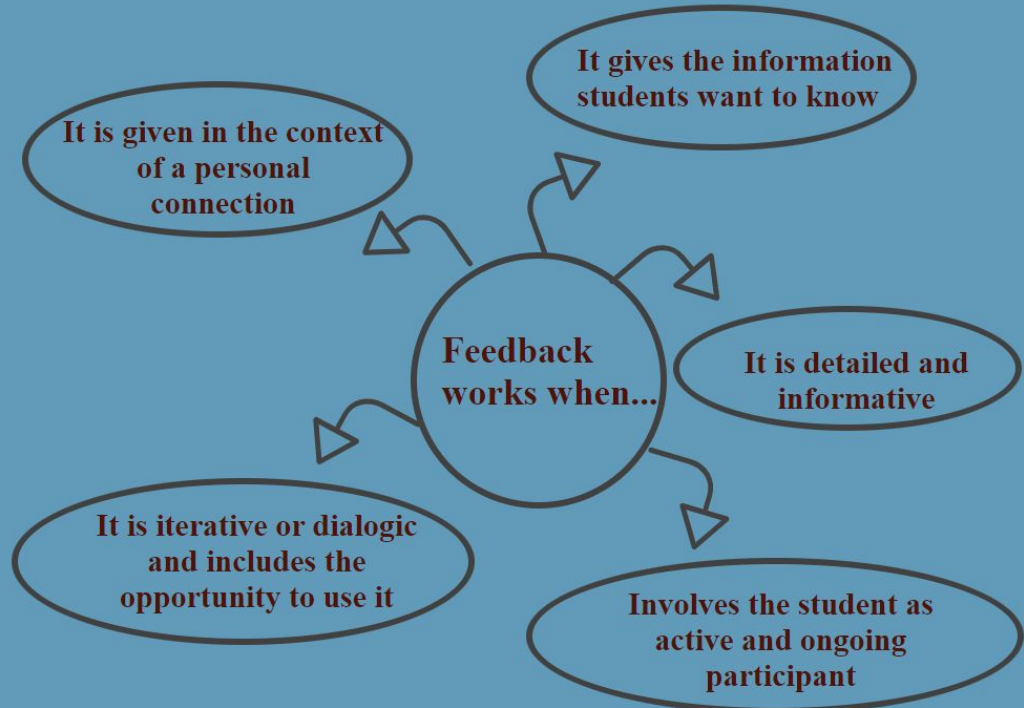 Feedback
works when...
It is given in the context
of a personal
connection
It gives the information
students want to know
It is detailed and
informative
Involves the student as
active and ongoing
participant
It is iterative or dialogic
and includes the
opportunity to use it